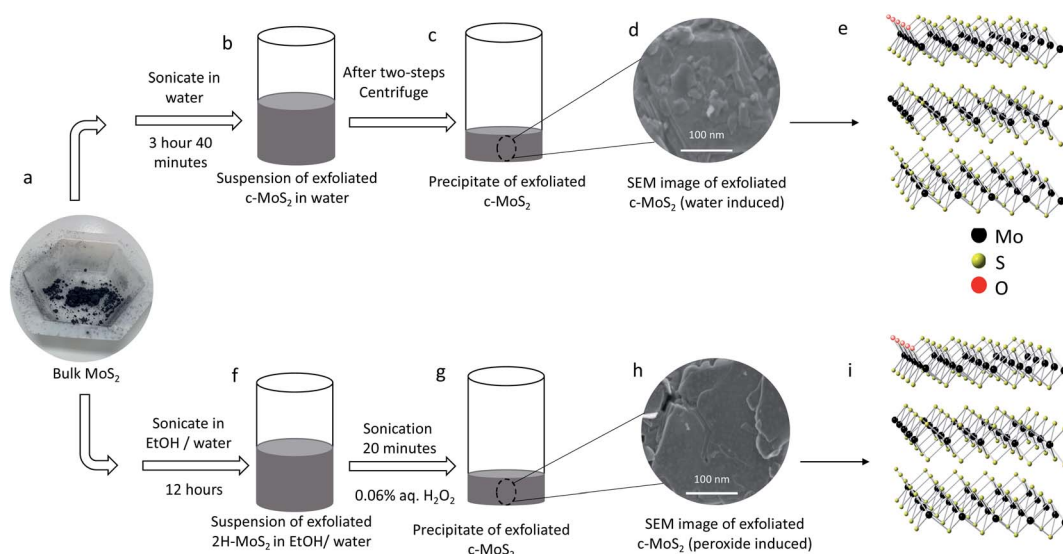 a
Bulk MoS₂
Sonicate in
water
3 hour 40
minutes
b
Suspension of exfoliated
c-MoS₂ in water
After two-steps
Centrifuge
c
Precipitate of exfoliated
c-MoS₂
d
100 nm
SEM image of exfoliated
c-MoS₂ (water induced)
e
Mo
S
O
Sonicate in
EtOH / water
12 hours
f
Suspension of exfoliated
2H-MoS₂ in EtOH/ water
Sonication
20 minutes
0.06% aq. H₂O₂
g
Precipitate of exfoliated
c-MoS₂
h
100 nm
SEM image of exfoliated
c-MoS₂ (peroxide induced)
i